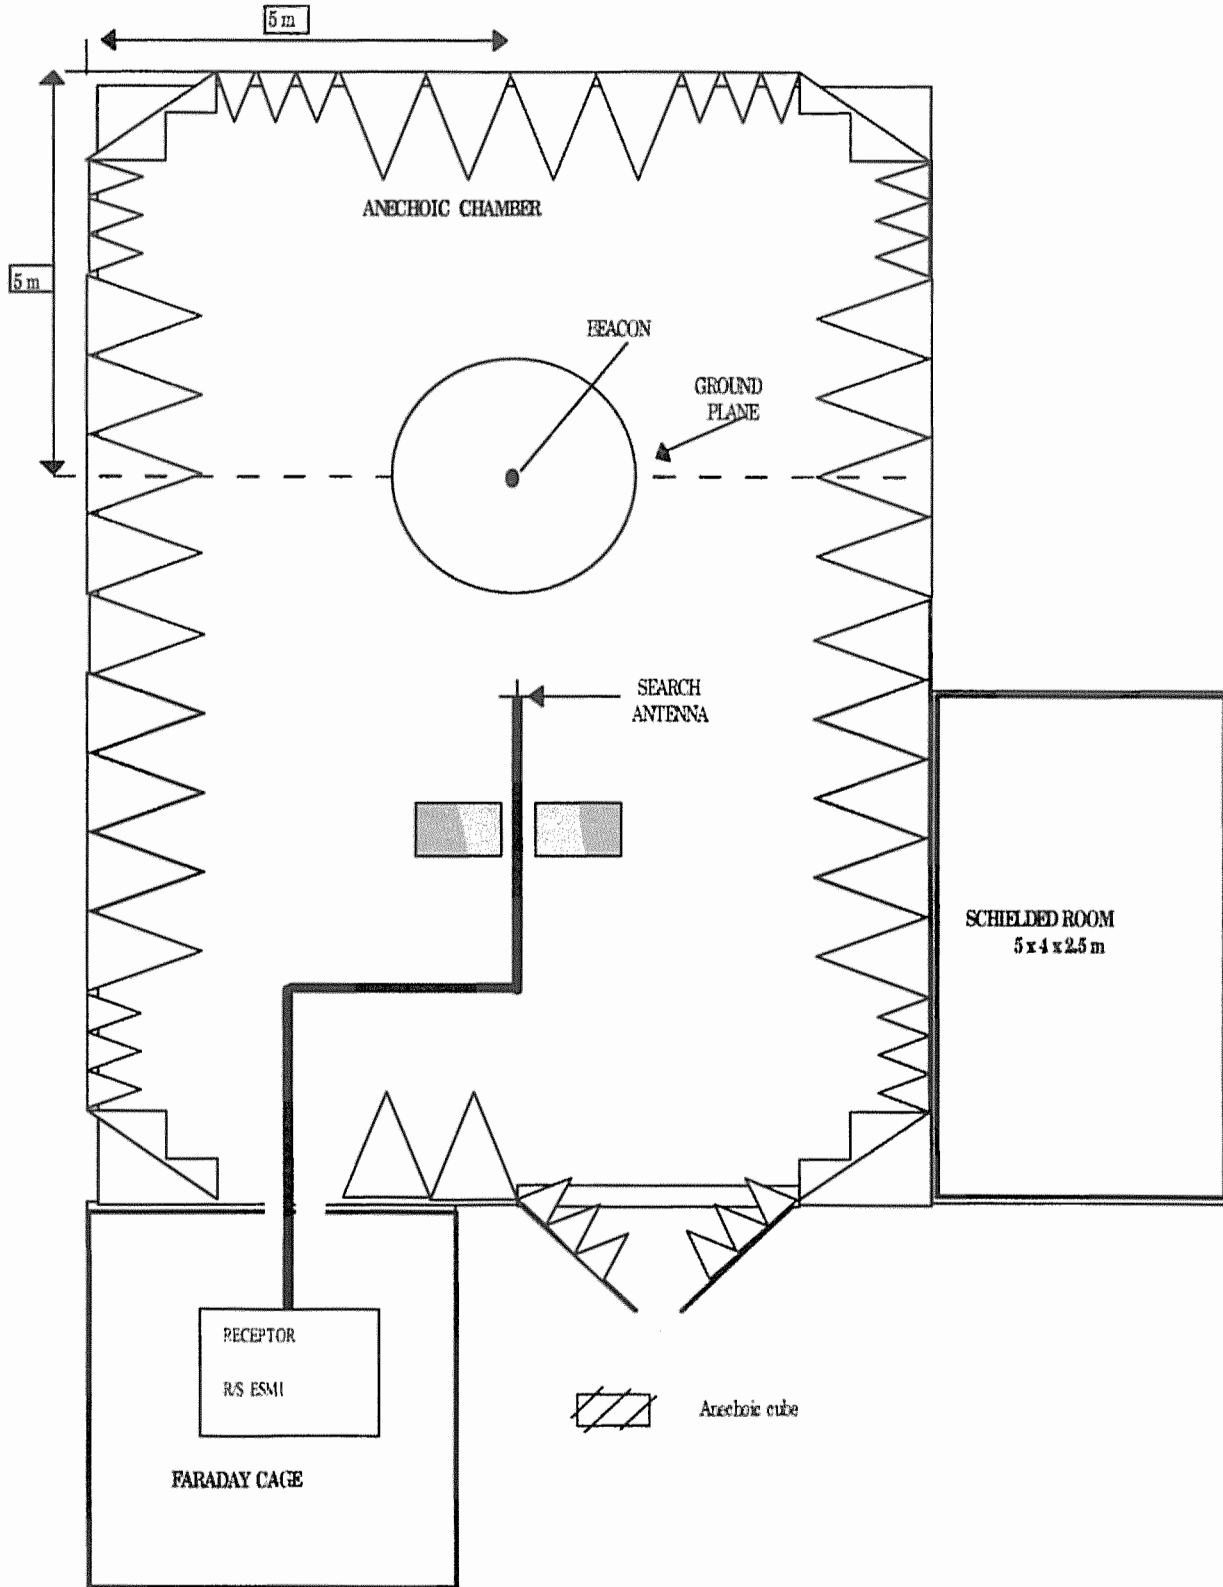 5 m
ANECHOIC CHAMBER
5 m
BEACON
GROUND
PLANE
SEARCH
ANTENNA
SCHIELDED ROOM
5 x 4 x 2.5 m
RECEPTOR
R/S ESMI
Anechoic cube
FARADAY CAGE